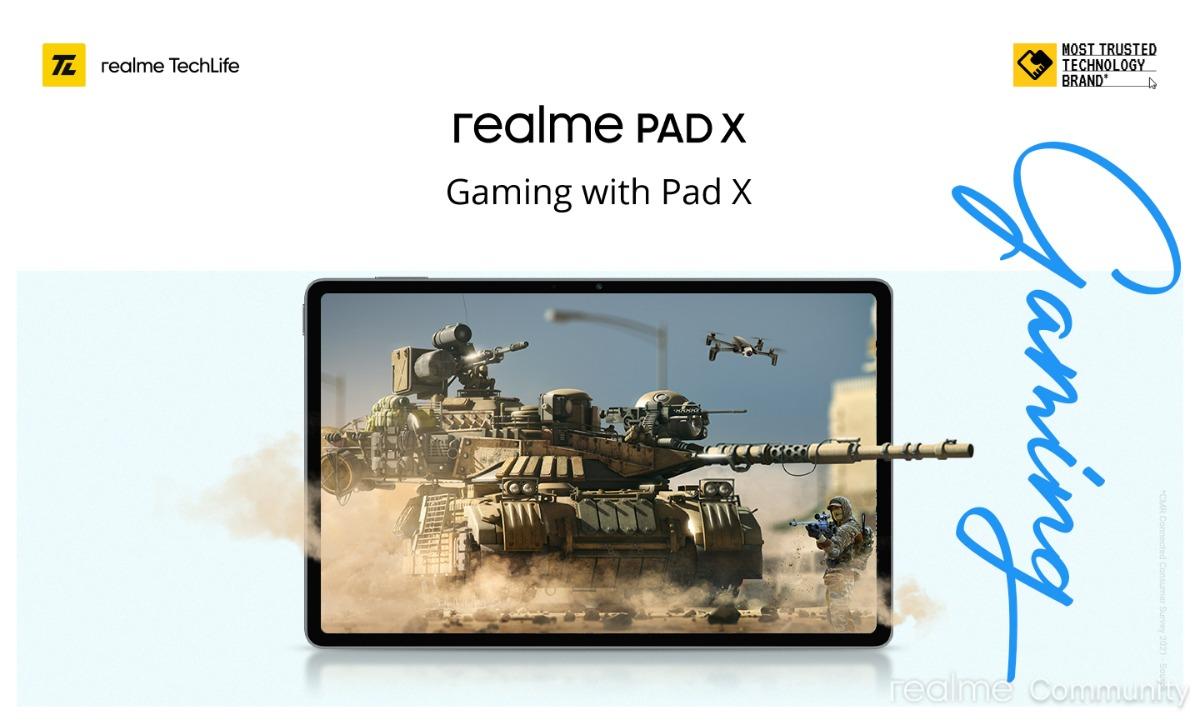 TL realme TechLife
MOST TRUSTED
TECHNOLOGY
BRAND*
realme PAD X
Gaming with Pad X
Gaming
*CMR Connected Consumer Survey 2021 -
realme Community